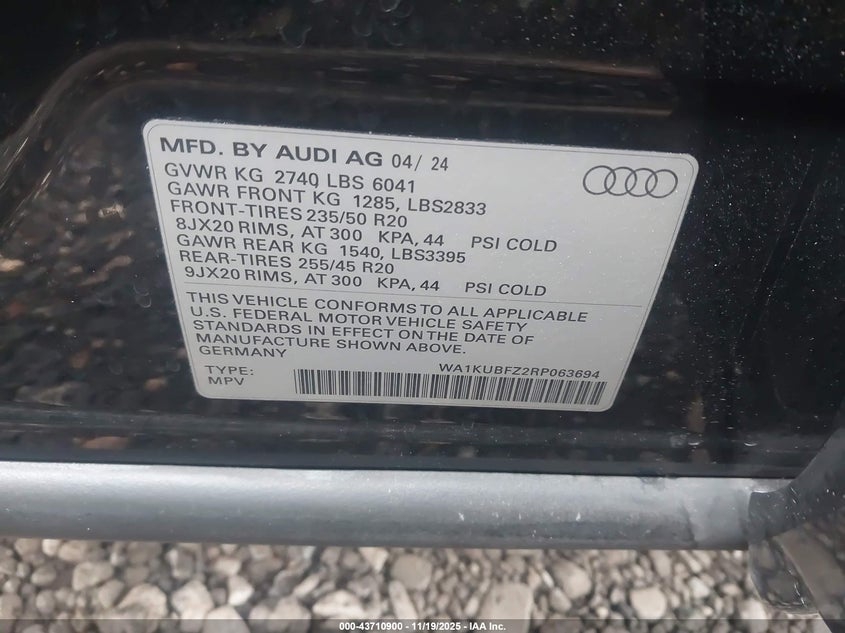 MFD. BY AUDI AG 04/ 24
GVWR KG 2740 LBS 6041
GAWR FRONT KG 1285, LBS2833
FRONT-TIRES 235/50 R20
8JX20 RIMS, AT 300 KPA, 44 PSI COLD
GAWR REAR KG 1540, LBS3395
REAR-TIRES 255/45 R20
9JX20 RIMS, AT 300 KPA, 44 PSI COLD
THIS VEHICLE CONFORMS TO ALL APPLICABLE
U.S. FEDERAL MOTOR VEHICLE SAFETY
STANDARDS IN EFFECT ON THE DATE OF
MANUFACTURE SHOWN ABOVE.
GERMANY
WA1KUBFZ2RP063694
TYPE:
MPV
000-43710900 - 11/19/2025 - IAA Inc.